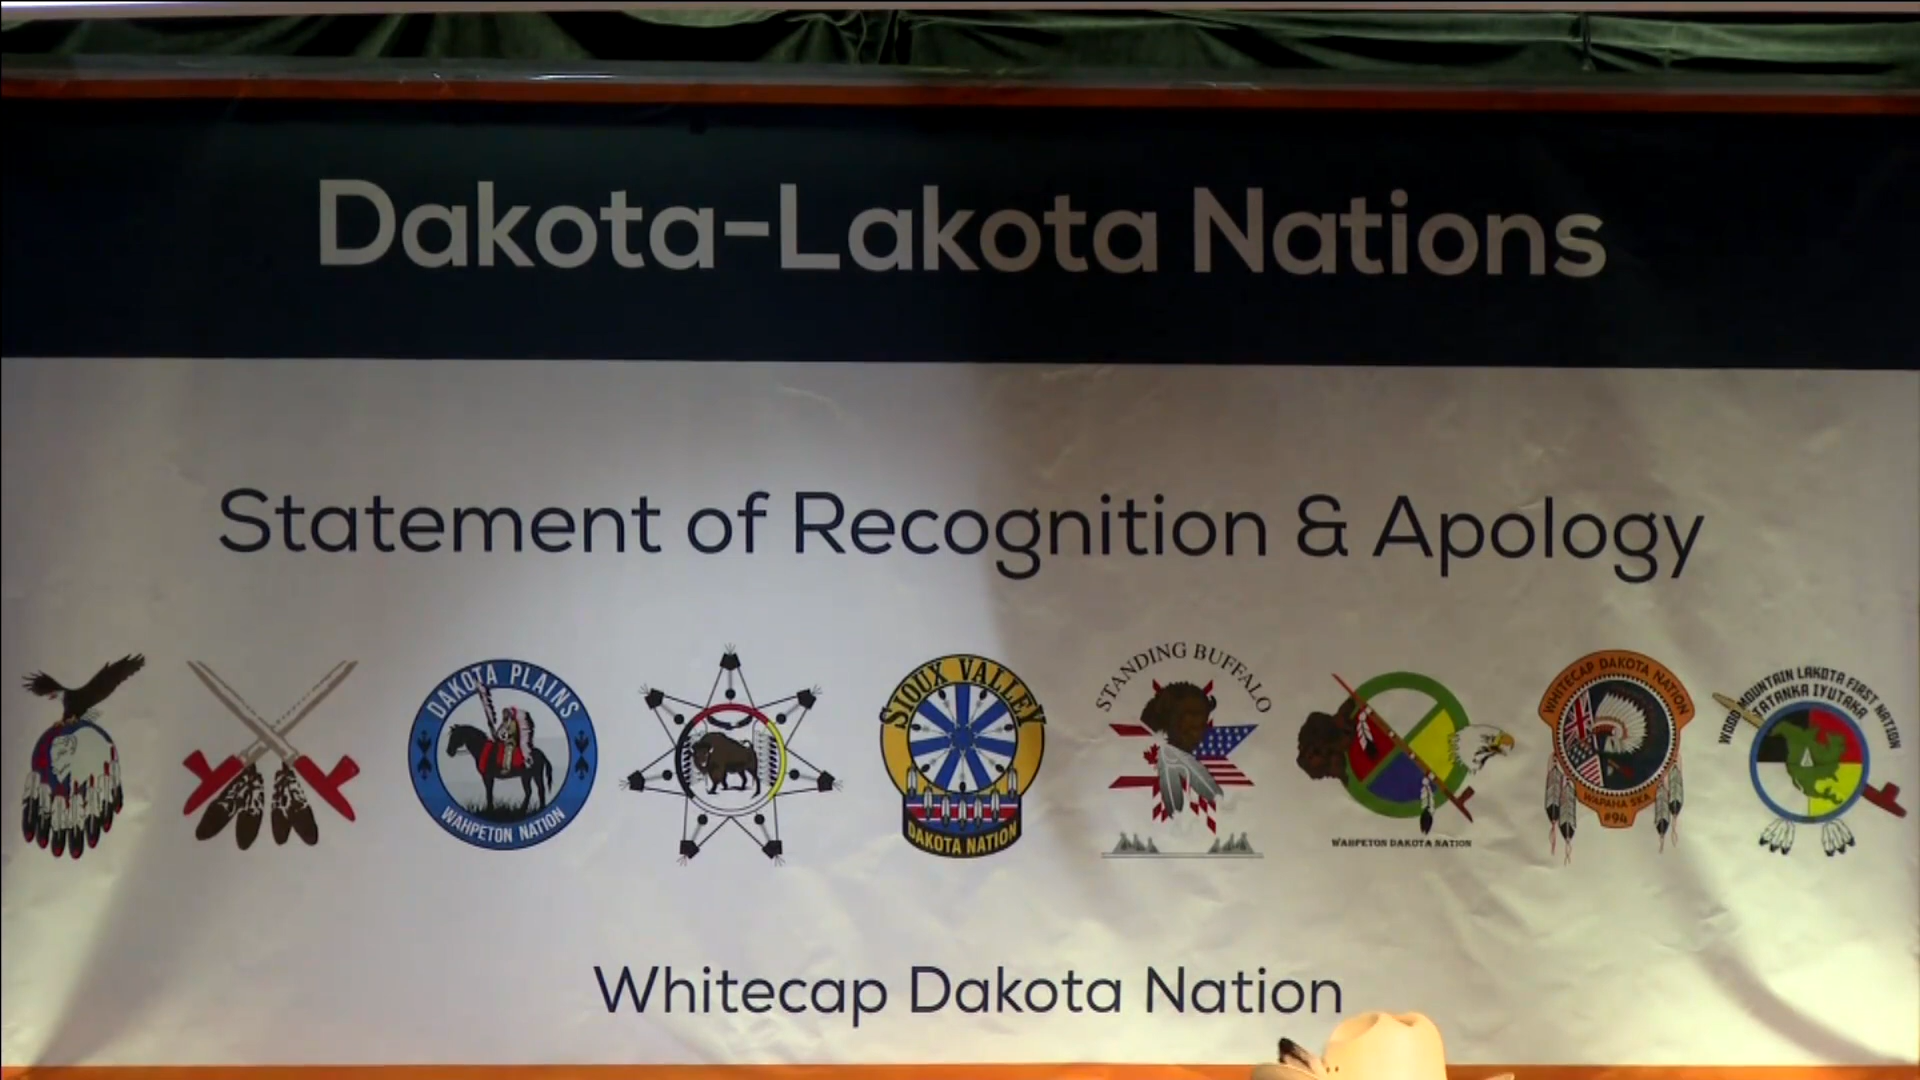 Dakota-Lakota Nations
Statement of Recognition & Apology
DAKOTA PLAINS
WAHPETON NATION
SIOUX VALLEY
DAKOTA NATION
STANDING BUFFALO
WAHPETON DAKOTA NATION
WHITECAP DAKOTA NATION
WAPAHA SKA
#94
WOOD MOUNTAIN LAKOTA FIRST NATION
TATANKA IYUTAKA
Whitecap Dakota Nation